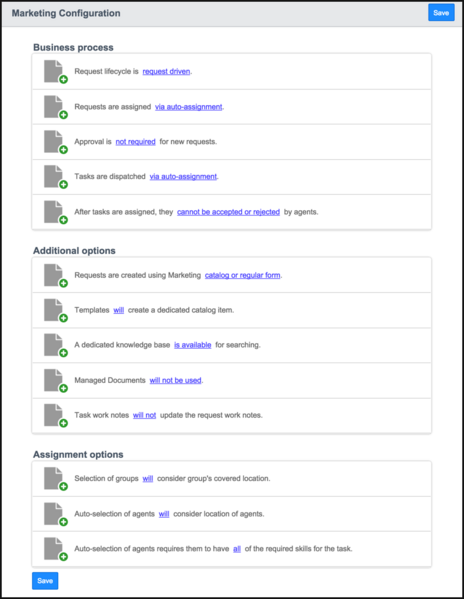 Marketing Configuration
Save
Business process
Request lifecycle is request driven.
Requests are assigned via auto-assignment.
Approval is not required for new requests.
Tasks are dispatched via auto-assignment.
After tasks are assigned, they cannot be accepted or rejected by agents.
Additional options
Requests are created using Marketing catalog or regular form.
Templates will create a dedicated catalog item.
A dedicated knowledge base is available for searching.
Managed Documents will not be used.
Task work notes will not update the request work notes.
Assignment options
Selection of groups will consider group's covered location.
Auto-selection of agents will consider location of agents.
Auto-selection of agents requires them to have all of the required skills for the task.
Save